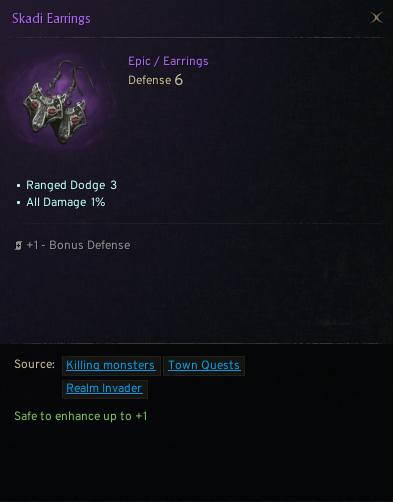 Skadi Earrings
Epic / Earrings
Defense 6
• Ranged Dodge 3
• All Damage 1%
+1 - Bonus Defense
Source: Killing monsters Town Quests
Realm Invader
Safe to enhance up to +1